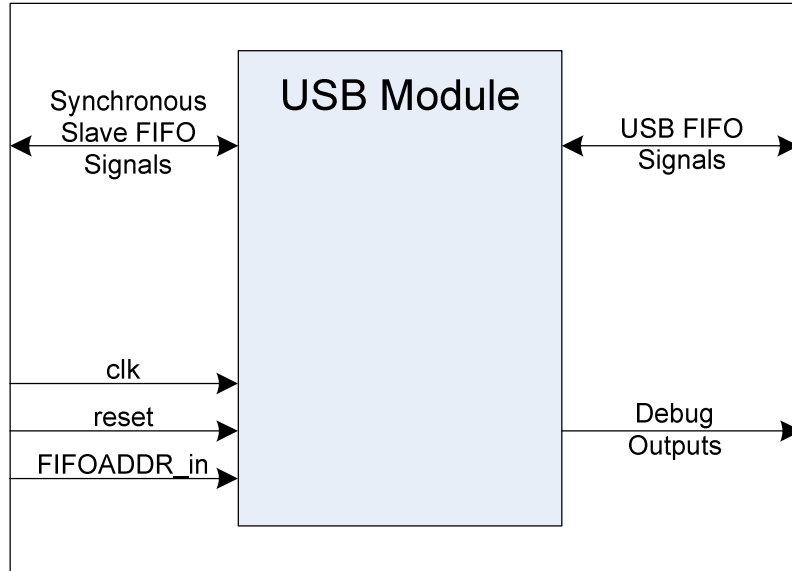 USB Module
Synchronous
Slave FIFO
Signals
USB FIFO
Signals
clk
reset
FIFOADDR_in
Debug
Outputs